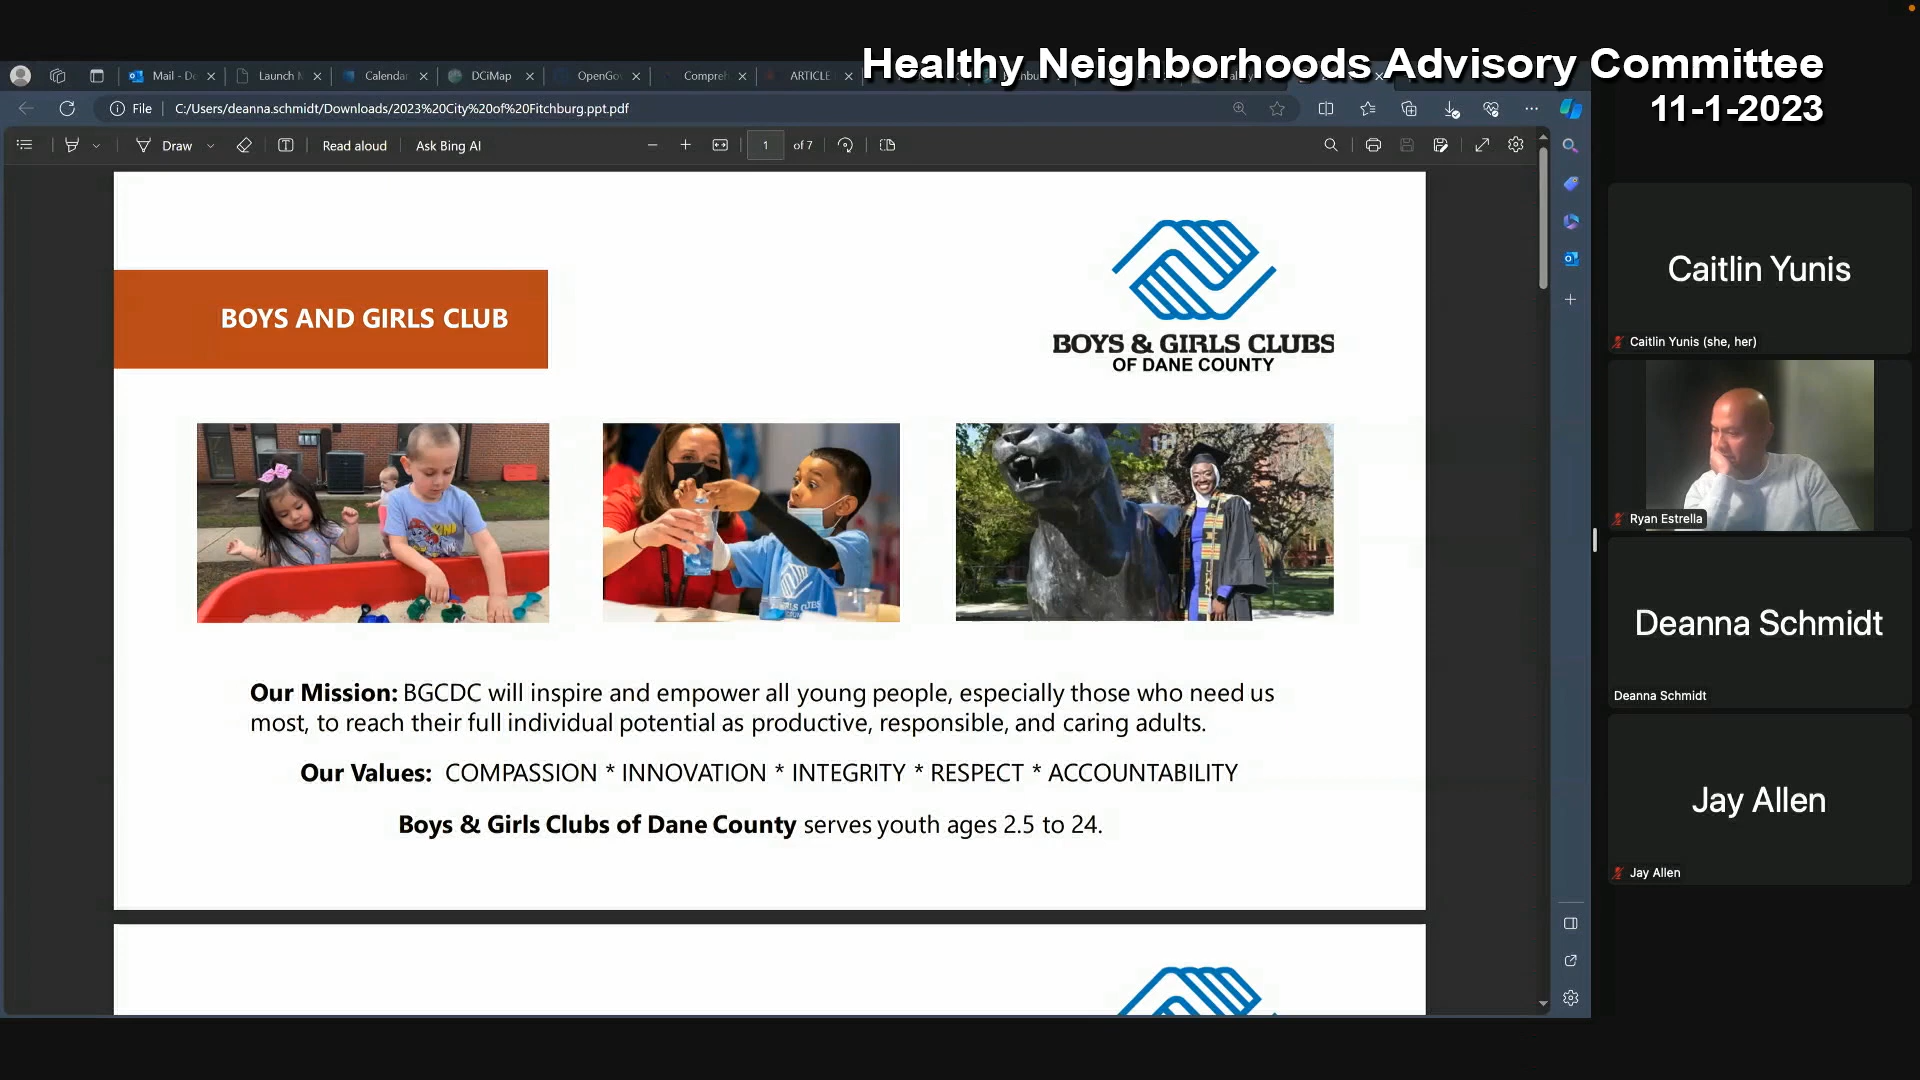 Healthy Neighborhoods Advisory Committee
11-1-2023
Mail - D
Launch
Calendar
DCiMap
OpenGo
Compreh
ARTICLE
File
C:/Users/deanna.schmidt/Downloads/2023%20City%20of%20Fitchburg.ppt.pdf
Draw
Read aloud
Ask Bing AI
1
of 7
BOYS AND GIRLS CLUB
BOYS & GIRLS CLUBS
OF DANE COUNTY
Our Mission: BGCDC will inspire and empower all young people, especially those who need us
most, to reach their full individual potential as productive, responsible, and caring adults.
Our Values: COMPASSION * INNOVATION * INTEGRITY * RESPECT * ACCOUNTABILITY
Boys & Girls Clubs of Dane County serves youth ages 2.5 to 24.
Caitlin Yunis
Caitlin Yunis (she, her)
Ryan Estrella
Deanna Schmidt
Deanna Schmidt
Jay Allen
Jay Allen